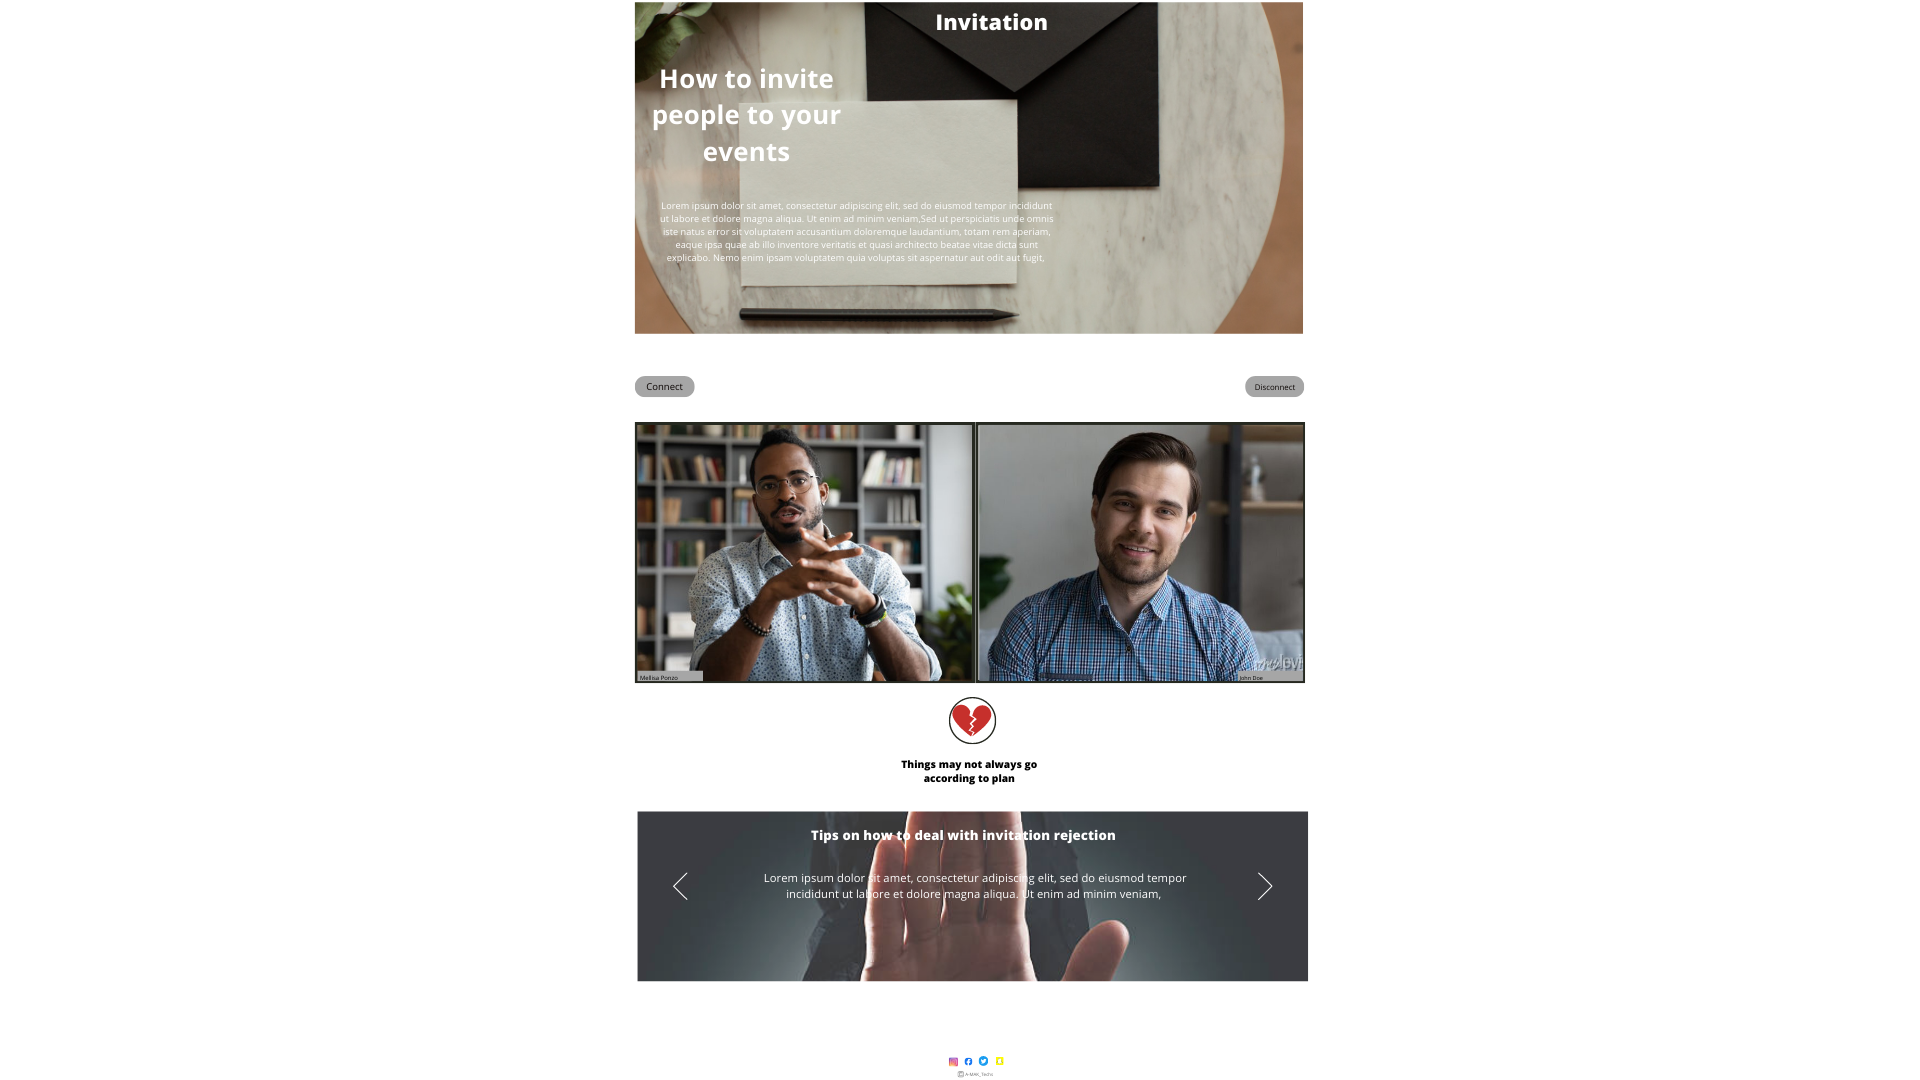 Invitation
How to invite
people to your
events
Lorem ipsum dolor sit amet, consectetur adipiscing elit, sed do eiusmod tempor incididunt
ut labore et dolore magna aliqua. Ut enim ad minim veniam,Sed ut perspiciatis unde omnis
iste natus error sit voluptatem accusantium doloremque laudantium, totam rem aperiam,
eaque ipsa quae ab illo inventore veritatis et quasi architecto beatae vitae dicta sunt
explicabo. Nemo enim ipsam voluptatem quia voluptas sit aspernatur aut odit aut fugit,
Connect
Disconnect
Mellisa Ponzo
John Doe
Things may not always go
according to plan
Tips on how to deal with invitation rejection
Lorem ipsum dolor sit amet, consectetur adipiscing elit, sed do eiusmod tempor
incididunt ut labore et dolore magna aliqua. Ut enim ad minim veniam,